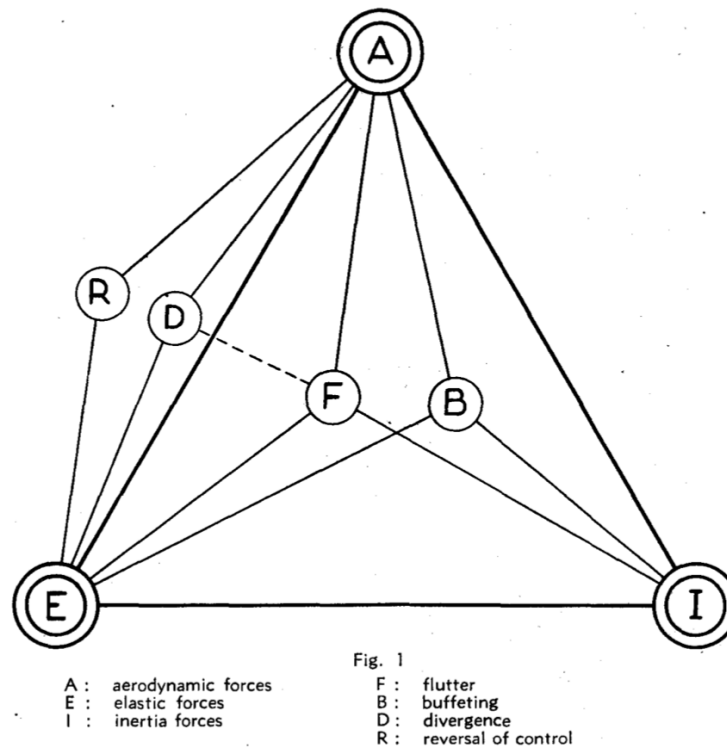 A
R
D
F
B
E
I
Fig. 1
A : aerodynamic forces
E : elastic forces
I : inertia forces
F : flutter
B : buffeting
D : divergence
R : reversal of control